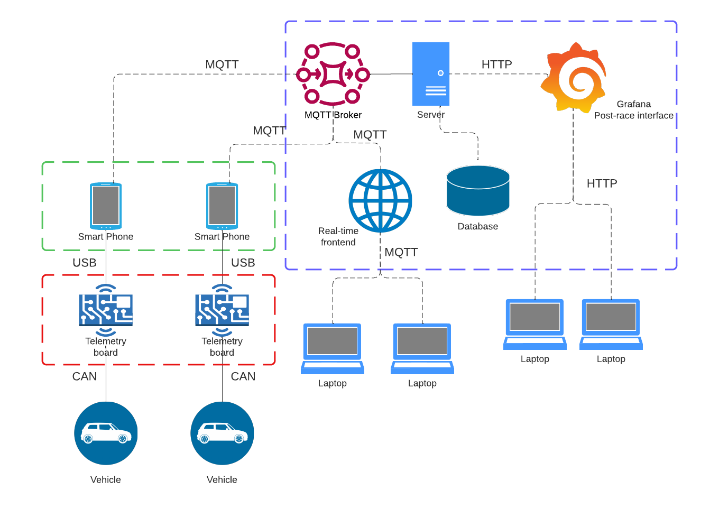 MQTT
HTTP
MQTT Broker
Server
Grafana
Post-race interface
MQTT
MQTT
HTTP
Smart Phone
Smart Phone
Real-time
frontend
Database
MQTT
USB
USB
Telemetry
board
Telemetry
board
Laptop
Laptop
CAN
CAN
Laptop
Laptop
Vehicle
Vehicle